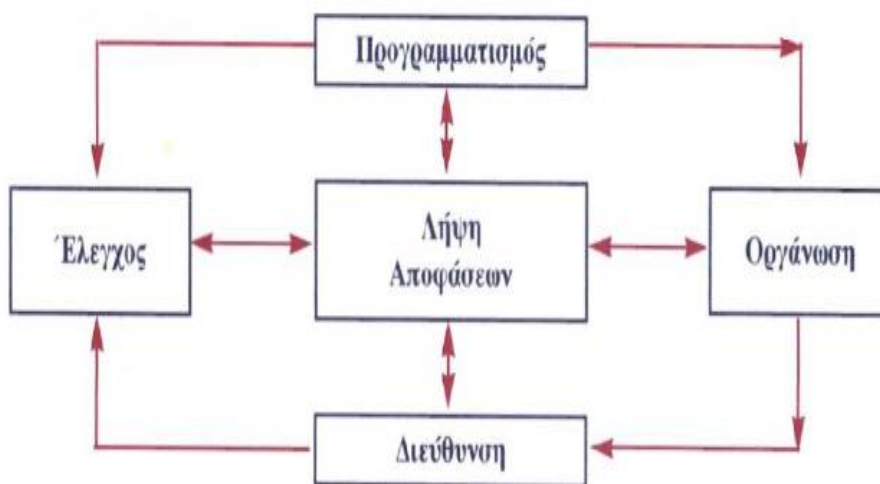 Προγραμματισμός
Έλεγχος
Λήψη
Αποφάσεων
Οργάνωση
Διεύθυνση